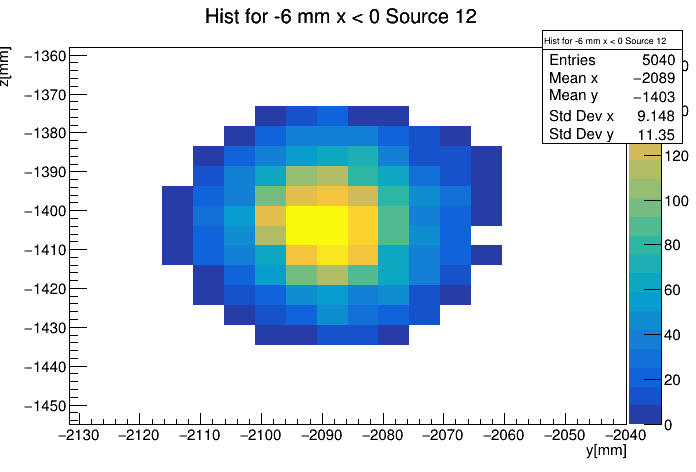 Hist for -6 mm x < 0 Source 12
Hist for -6 mm x < 0 Source 12
Entries 5040
Mean x −2089
Mean y −1403
Std Dev x 9.148
Std Dev y 11.35
z[mm]
−1360
−1370
−1380
−1390
−1400
−1410
−1420
−1430
−1440
−1450
−2130 −2120 −2110 −2100 −2090 −2080 −2070 −2060 −2050 −2040
y[mm]
0
0
120
100
80
60
40
20
0